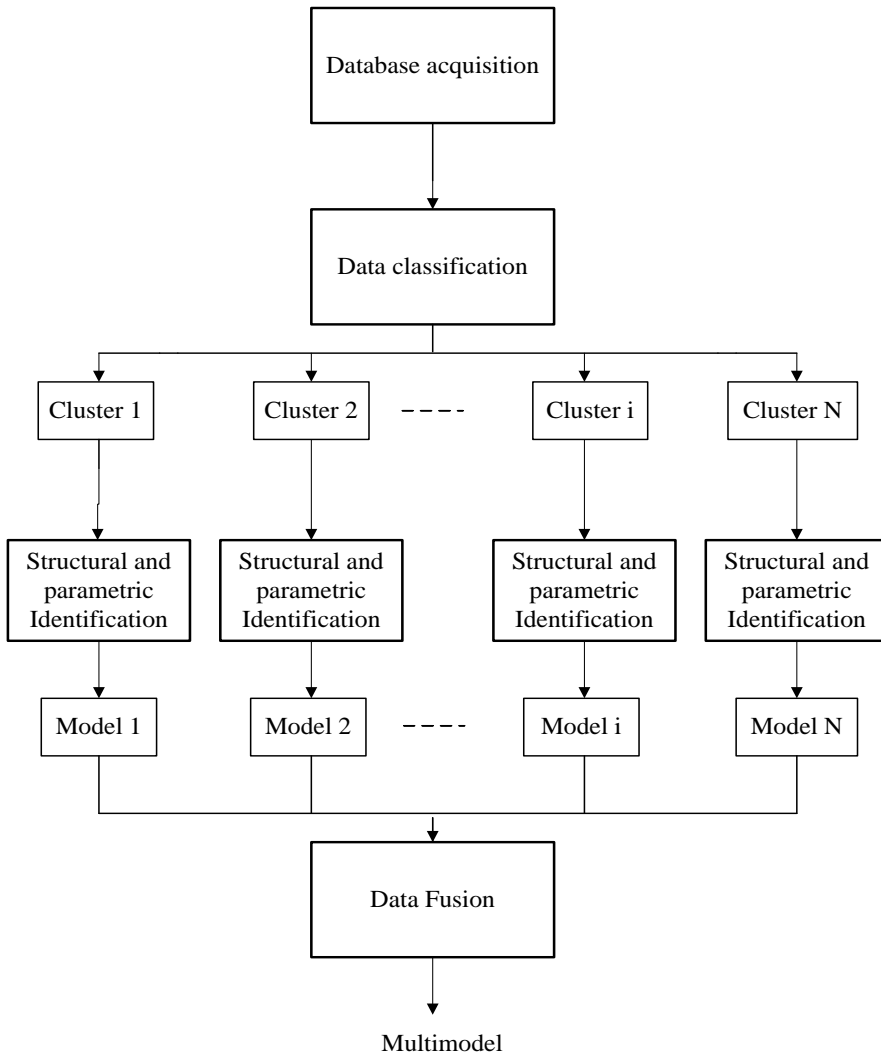 Database acquisition
Data classification
Cluster 1
Cluster 2
Cluster i
Cluster N
Structural and
parametric
Identification
Structural and
parametric
Identification
Structural and
parametric
Identification
Structural and
parametric
Identification
Model 1
Model 2
Model i
Model N
Data Fusion
Multimodel